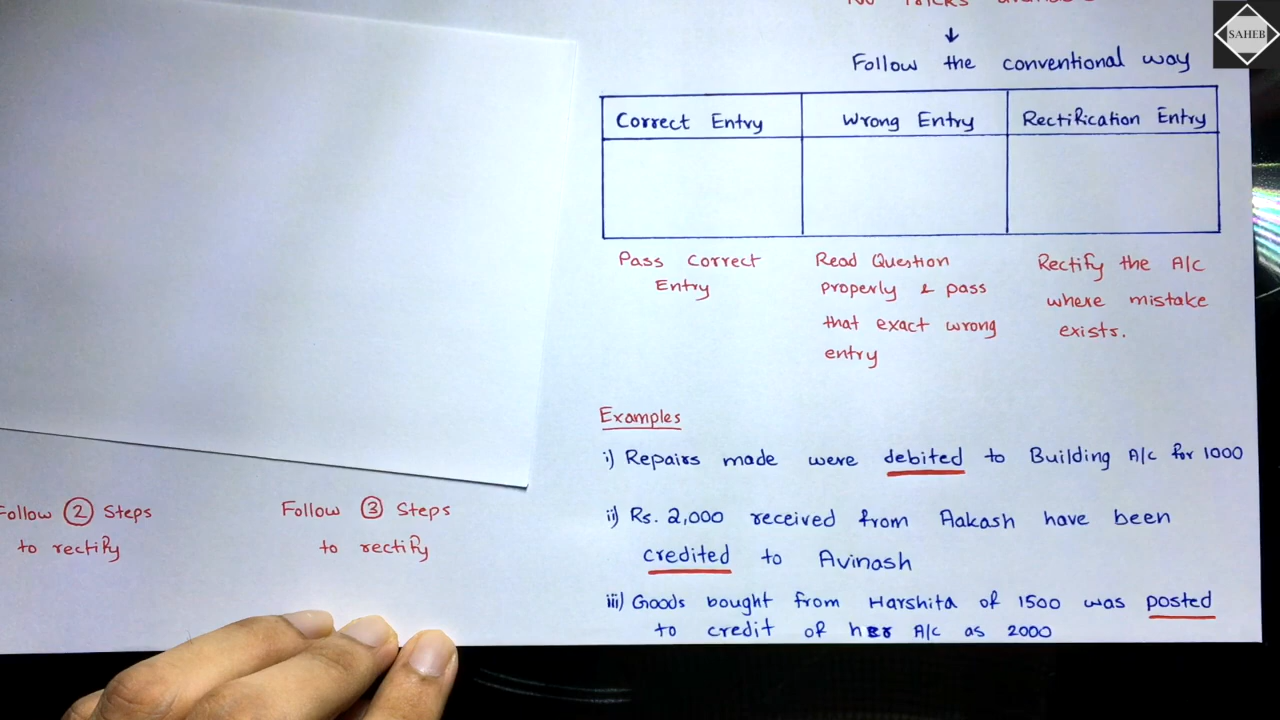 SAHEB
Follow the conventional way
Correct Entry Wrong Entry Rectification Entry
Pass Correct Entry
Read Question properly & pass that exact wrong entry
Rectify the A/c where mistake exists.
Examples
i) Repairs made were debited to Building A/c for 1000
ii) Rs. 2,000 received from Aakash have been
credited to Avinash
iii) Goods bought from Harshita of 1500 was posted
to credit of her A/c as 2000
Follow 2 Steps
to rectify
Follow 3 Steps
to rectify